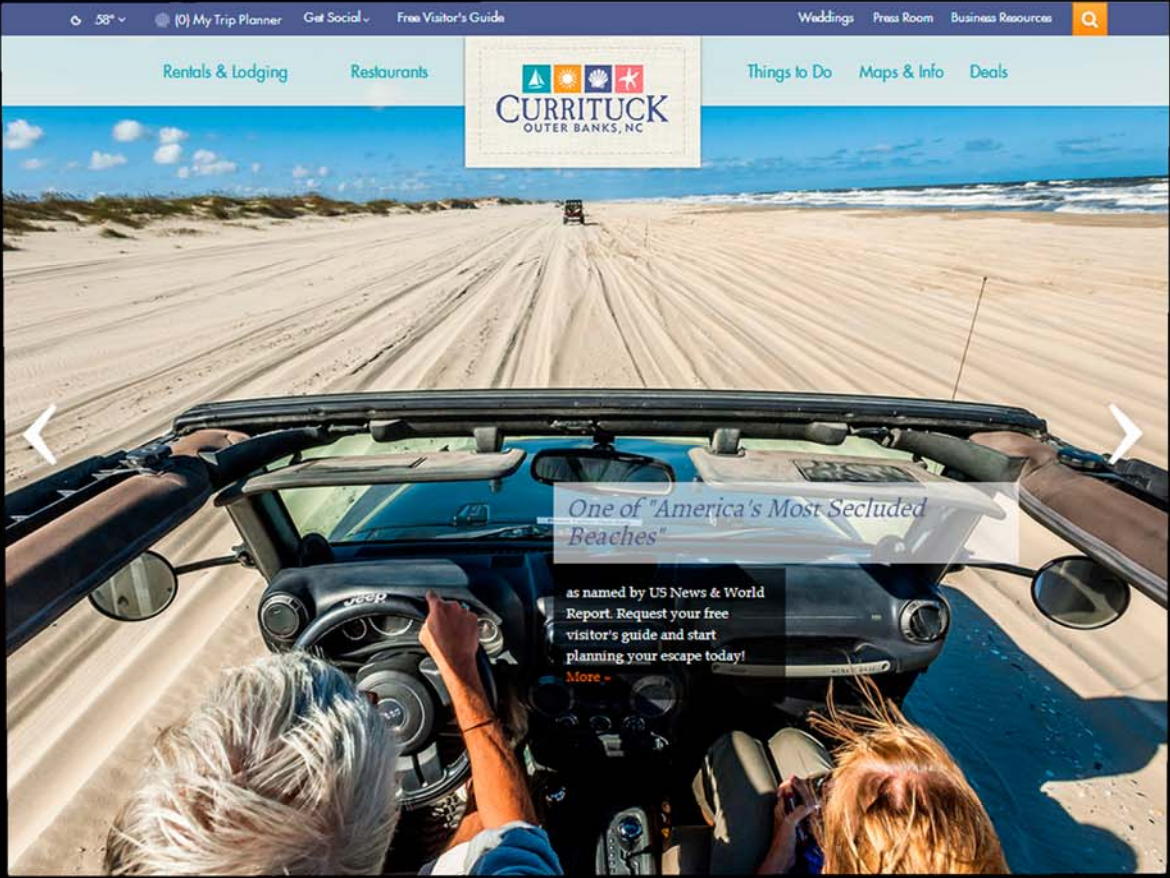 58°
(0) My Trip Planner
Get Social
Free Visitor's Guide
Weddings
Press Room
Business Resources
Rentals & Lodging
Restaurants
CURRITUCK
OUTER BANKS, NC
Things to Do
Maps & Info
Deals
One of "America's Most Secluded
Beaches"
as named by US News & World
Report. Request your free
visitor's guide and start
planning your escape today!
More »
Jeep